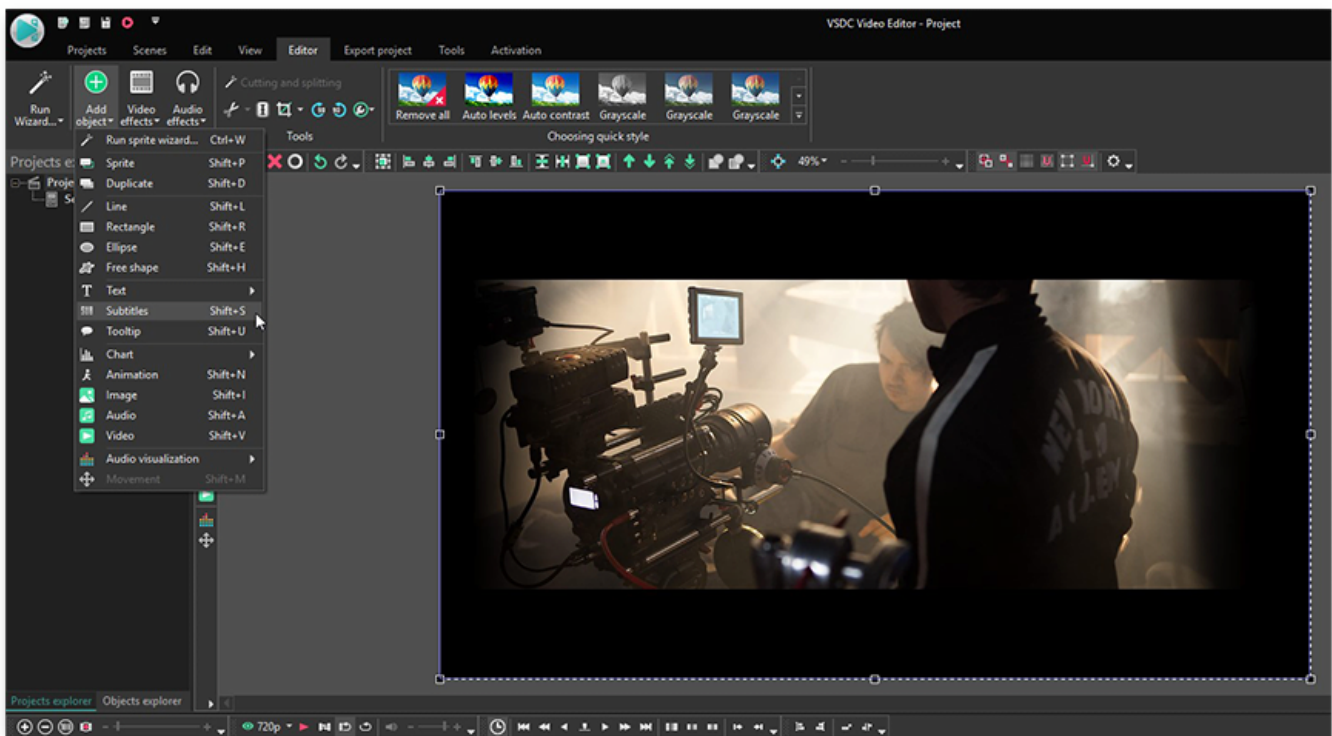 VSDC Video Editor - Project
Projects Scenes Edit View Editor Export project Tools Activation
Run Wizard...
Add object
Video effects
Audio effects
Cutting and splitting
Tools
Remove all Auto levels Auto contrast Grayscale Grayscale Grayscale
Choosing quick style
Projects e
49%
Proje
Run sprite wizard... Ctrl+W
Sprite Shift+P
Duplicate Shift+D
Line Shift+L
Rectangle Shift+R
Ellipse Shift+E
Free shape Shift+H
Text
Subtitles Shift+S
Tooltip Shift+U
Chart
Animation Shift+N
Image Shift+I
Audio Shift+A
Video Shift+V
Audio visualization
Movement Shift+M
Projects explorer Objects explorer
720p